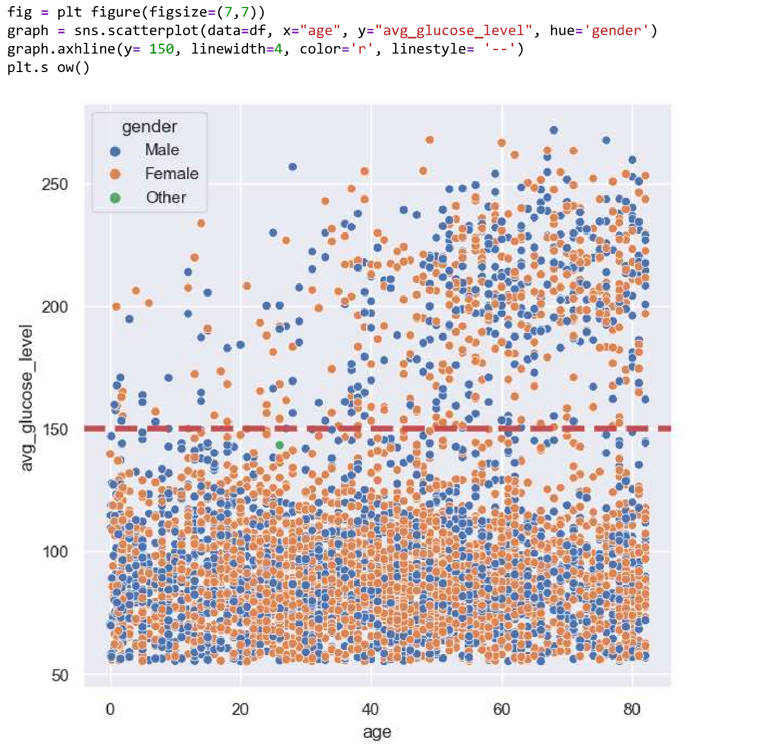 fig = plt figure(figsize=(7,7))
graph = sns.scatterplot(data=df, x="age", y="avg_glucose_level", hue='gender')
graph.axhline(y= 150, linewidth=4, color='r', linestyle= '--')
plt.s ow()
gender
Male
Female
Other
250
200
150
100
50
avg_glucose_level
0 20 40 60 80
age